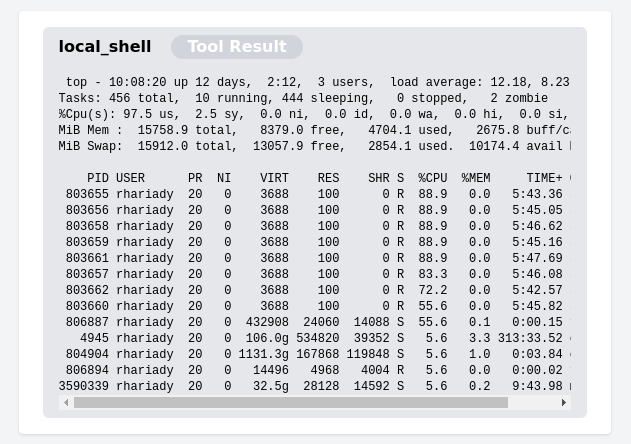 local_shell Tool Result
top - 10:08:20 up 12 days,  2:12,  3 users,  load average: 12.18, 8.23
Tasks: 456 total,  10 running, 444 sleeping,   0 stopped,   2 zombie
%Cpu(s): 97.5 us,  2.5 sy,  0.0 ni,  0.0 id,  0.0 wa,  0.0 hi,  0.0 si,
MiB Mem :  15758.9 total,   8379.0 free,   4704.1 used,   2675.8 buff/c
MiB Swap:  15912.0 total,  13057.9 free,   2854.1 used.  10174.4 avail
PID USER      PR  NI    VIRT    RES    SHR S  %CPU  %MEM     TIME+
803655 rhariady  20   0    3688    100      0 R  88.9   0.0   5:43.36
803656 rhariady  20   0    3688    100      0 R  88.9   0.0   5:45.05
803658 rhariady  20   0    3688    100      0 R  88.9   0.0   5:46.62
803659 rhariady  20   0    3688    100      0 R  88.9   0.0   5:45.16
803661 rhariady  20   0    3688    100      0 R  88.9   0.0   5:47.69
803657 rhariady  20   0    3688    100      0 R  83.3   0.0   5:46.08
803662 rhariady  20   0    3688    100      0 R  72.2   0.0   5:42.57
803660 rhariady  20   0    3688    100      0 R  55.6   0.0   5:45.82
806887 rhariady  20   0  432908  24060  14088 S  55.6   0.1   0:00.15
4945 rhariady  20   0  106.0g 534820  39352 S   5.6   3.3 313:33.52
804904 rhariady  20   0 1131.3g 167868 119848 S   5.6   1.0   0:03.84
806894 rhariady  20   0   14496   4968   4004 R   5.6   0.0   0:00.02
3590339 rhariady  20   0   32.5g  28128  14592 S   5.6   0.2   9:43.98